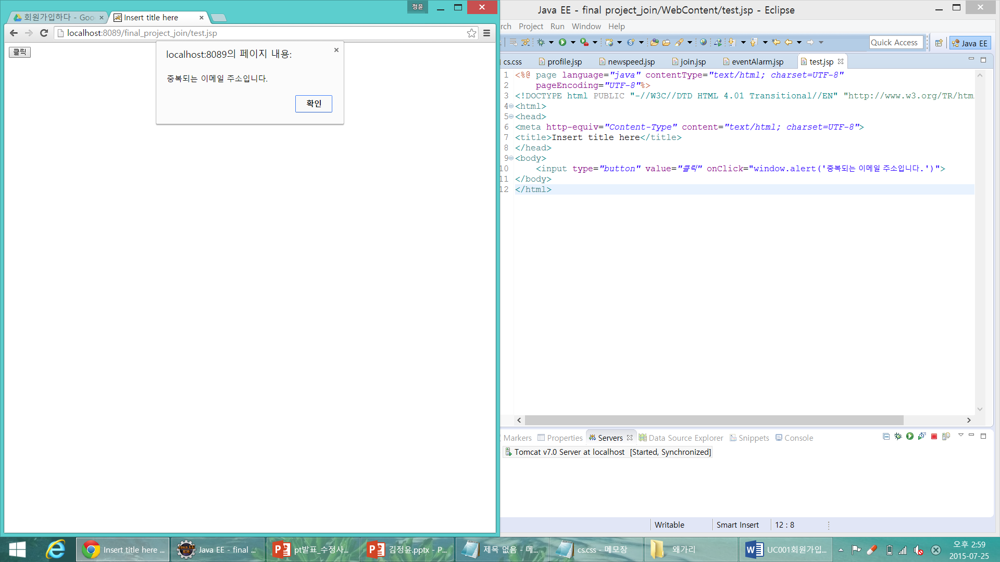 정윤
회원가입하다 - Goo
Insert title here
localhost:8089/final_project_join/test.jsp
클릭
localhost:8089의 페이지 내용:
중복되는 이메일 주소입니다.
확인
Java EE - final project_join/WebContent/test.jsp - Eclipse
rch Project Run Window Help
Quick Access
Java EE
cs.css profile.jsp newspeed.jsp join.jsp eventAlarm.jsp test.jsp
1 <%@ page language="java" contentType="text/html; charset=UTF-8"
2 pageEncoding="UTF-8"%>
3 <!DOCTYPE html PUBLIC "-//W3C//DTD HTML 4.01 Transitional//EN" "http://www.w3.org/TR/htm
4 <html>
5 <head>
6 <meta http-equiv="Content-Type" content="text/html; charset=UTF-8">
7 <title>Insert title here</title>
8 </head>
9 <body>
10 <input type="button" value="클릭" onClick="window.alert('중복되는 이메일 주소입니다.')">
11 </body>
12 </html>
Markers Properties Servers Data Source Explorer Snippets Console
Tomcat v7.0 Server at localhost [Started, Synchronized]
Writable Smart Insert 12 : 8
Insert title here ...
Java EE - final ...
pt발표_수정사...
김정윤.pptx - P...
제목 없음 - 메...
cs.css - 메모장
왜가리
UC001회원가입...
오후 2:59
2015-07-25